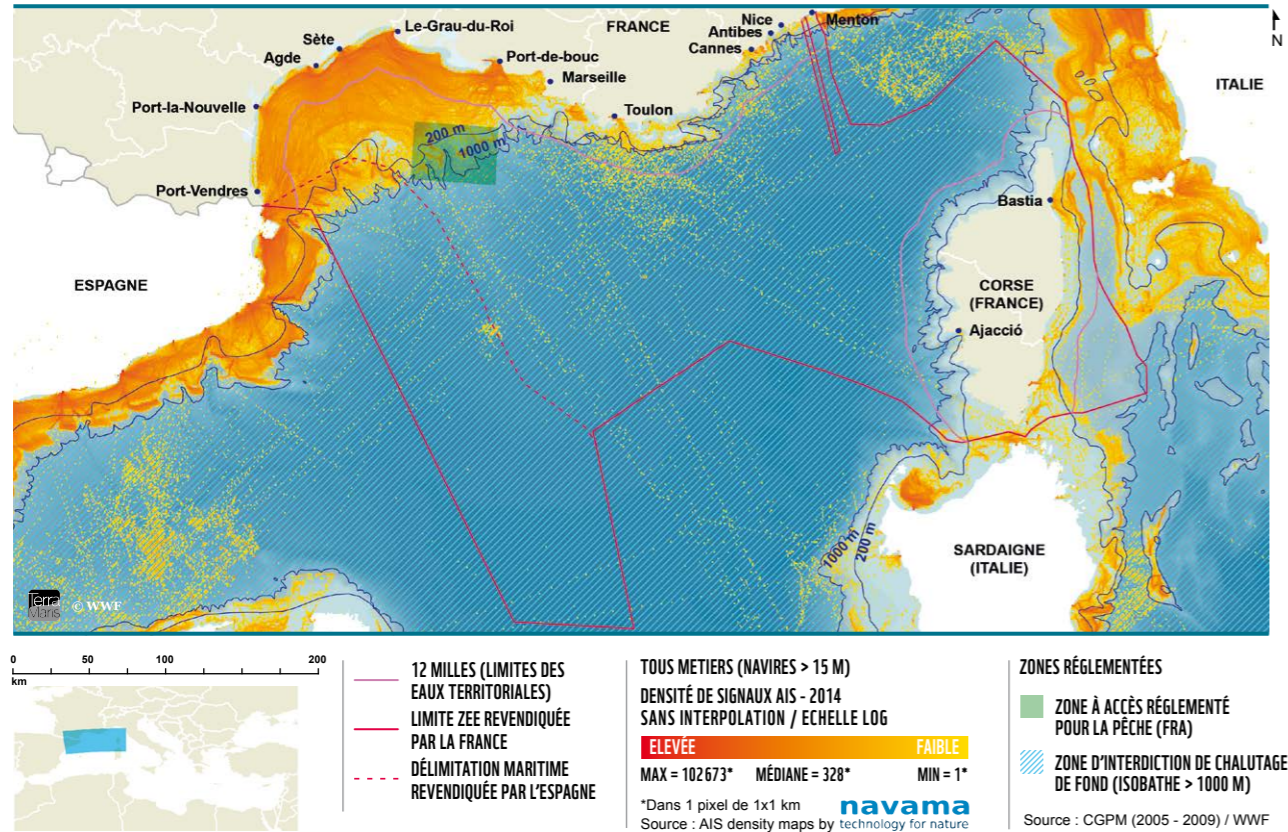 Le-Grau-du-Roi
FRANCE
Nice
Menton
Antibes
Cannes
N
Sète
Agde
Port-de-bouc
Marseille
ITALIE
Port-la-Nouvelle
Toulon
200 m
1000 m
Port-Vendres
Bastia
ESPAGNE
CORSE
(FRANCE)
Ajacció
1000 m
200 m
SARDAIGNE
(ITALIE)
Terra
Maris
© WWF
0 50 100 200
km
12 MILLES (LIMITES DES
EAUX TERRITORIALES)
LIMITE ZEE REVENDIQUÉE
PAR LA FRANCE
DÉLIMITATION MARITIME
REVENDIQUÉE PAR L'ESPAGNE
TOUS METIERS (NAVIRES > 15 M)
DENSITÉ DE SIGNAUX AIS - 2014
SANS INTERPOLATION / ECHELLE LOG
ELEVÉE FAIBLE
MAX = 102673* MÉDIANE = 328* MIN = 1*
*Dans 1 pixel de 1x1 km
Source : AIS density maps by navama
technology for nature
ZONES RÉGLEMENTÉES
ZONE À ACCÈS RÉGLEMENTÉ
POUR LA PÊCHE (FRA)
ZONE D'INTERDICTION DE CHALUTAGE
DE FOND (ISOBATHE > 1000 M)
Source : CGPM (2005 - 2009) / WWF